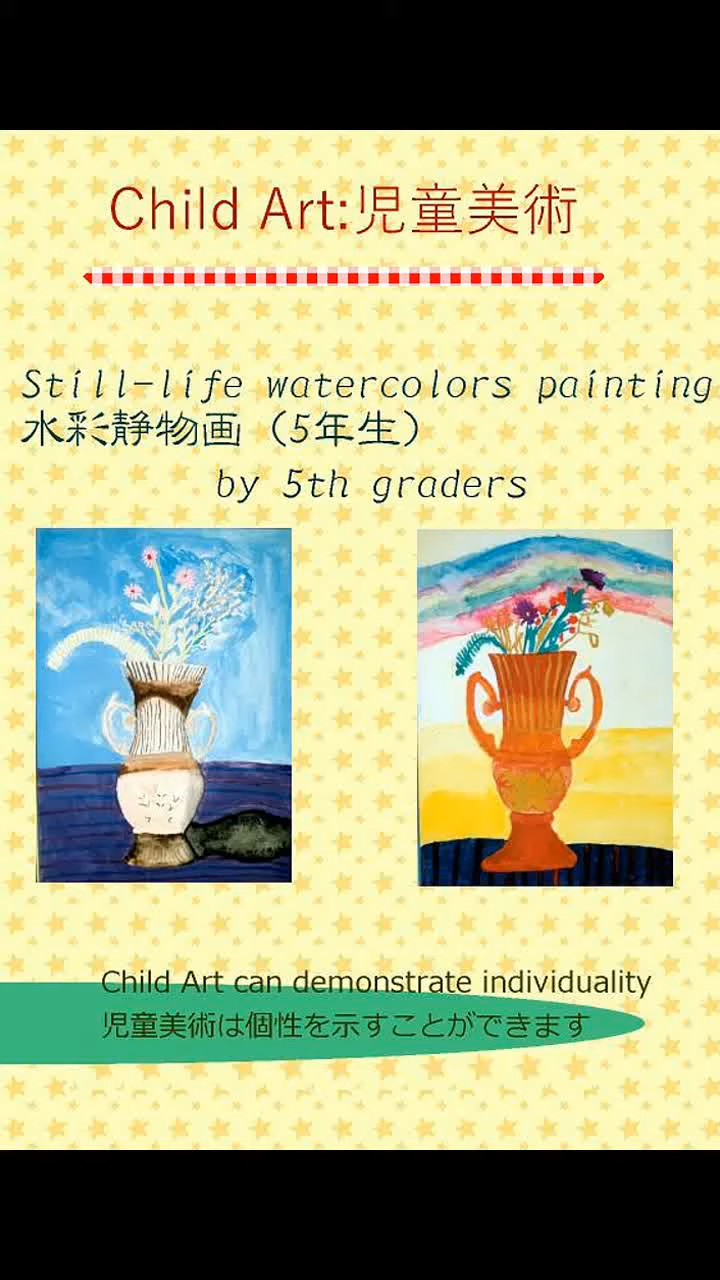 Child Art:児童美術
Still-life watercolors painting
水彩静物画（5年生）
by 5th graders
Child Art can demonstrate individuality
児童美術は個性を示すことができます